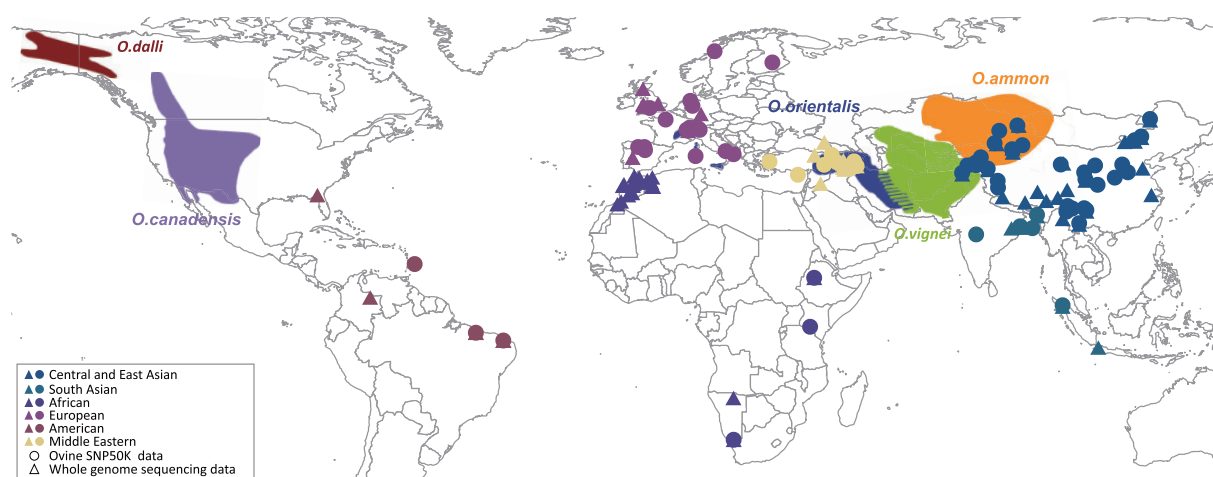 O.dalli
O.ammon
O.orientalis
O.canadensis
O.vignei
Central and East Asian
South Asian
African
European
American
Middle Eastern
Ovine SNP50K data
Whole genome sequencing data